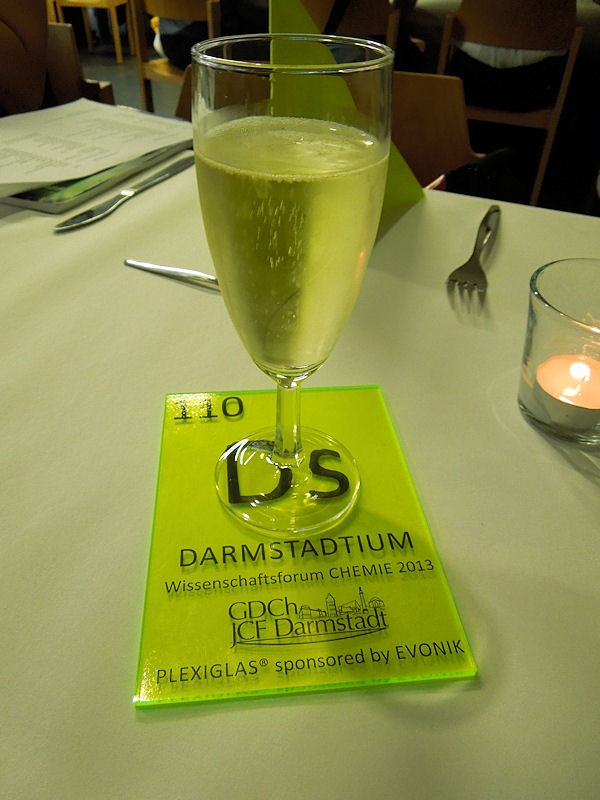 110
Ds
DARMSTADTIUM
Wissenschaftsforum CHEMIE 2013
GDCh
JCF Darmstadt
PLEXIGLAS® sponsored by EVONIK